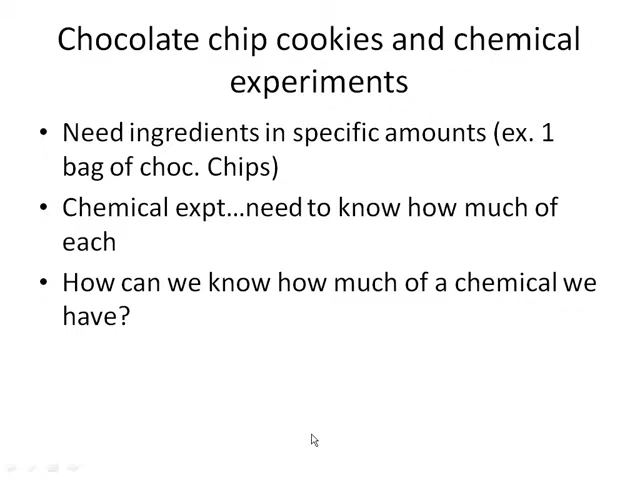 Chocolate chip cookies and chemical
experiments
• Need ingredients in specific amounts (ex. 1
bag of choc. Chips)
• Chemical expt…need to know how much of
each
• How can we know how much of a chemical we
have?